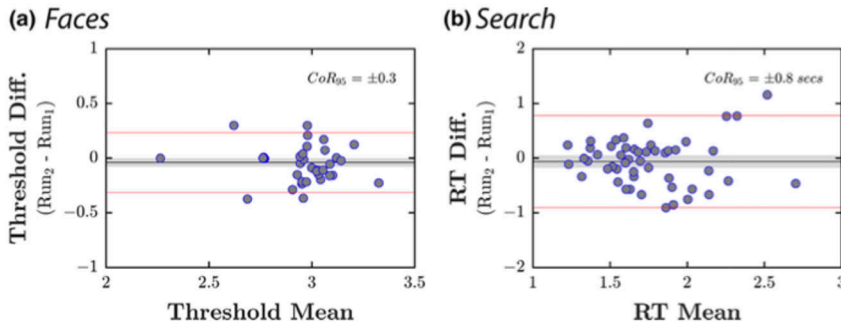 (a) Faces
1
0.5
0
−0.5
−1
Threshold Diff.
(Run2 - Run1)
CoR95 = ±0.3
2
2.5
3
3.5
Threshold Mean
(b) Search
2
1
0
−1
−2
RT Diff.
(Run2 - Run1)
CoR95 = ±0.8 secs
1
1.5
2
2.5
3
RT Mean